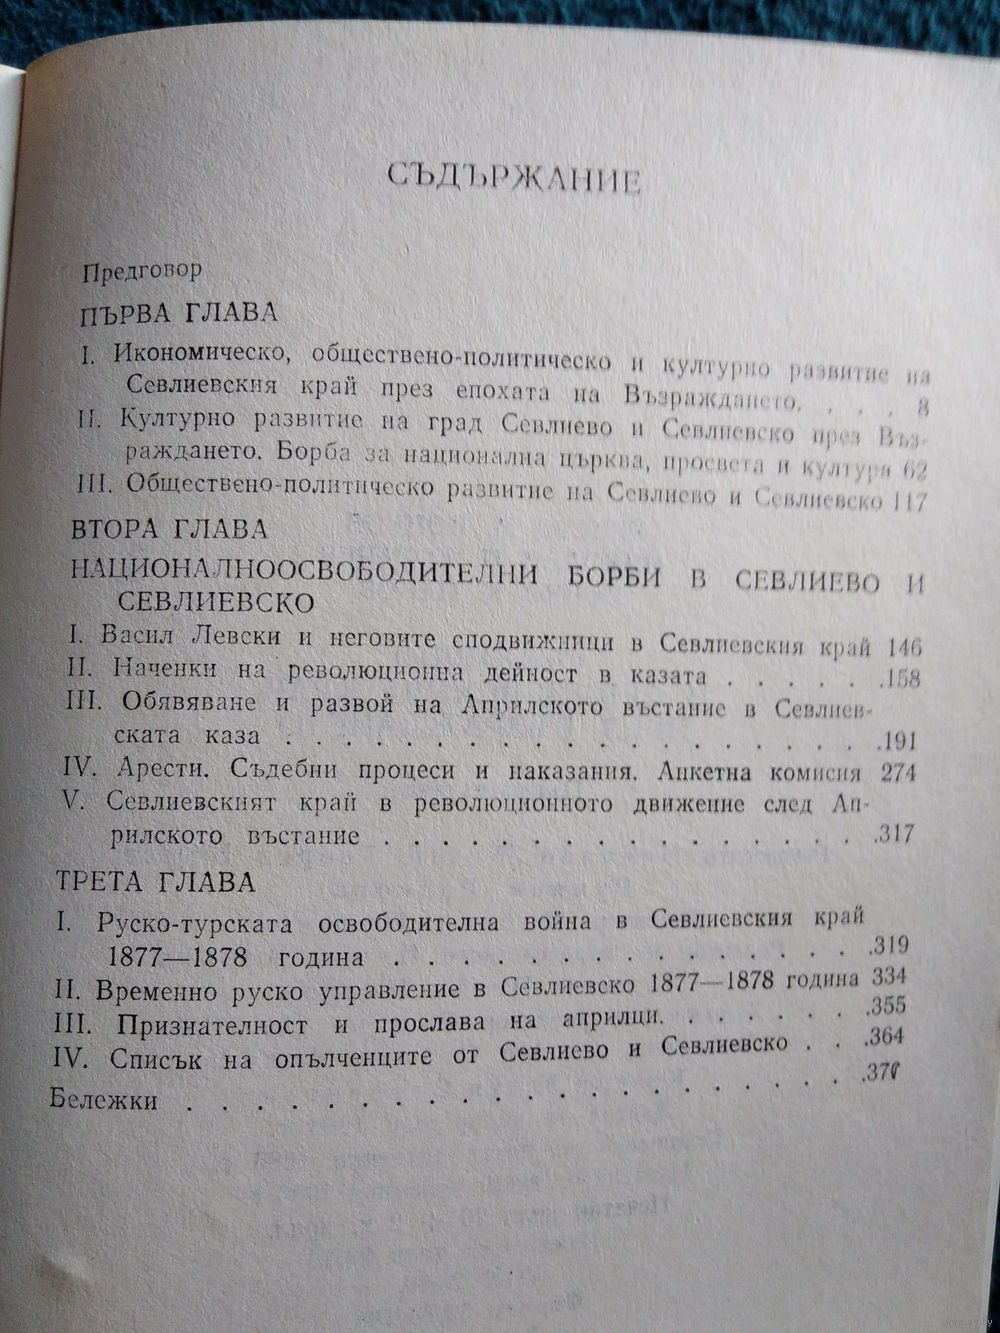 СЪДЪРЖАНИЕ
Предговор
ПЪРВА ГЛАВА
I. Икономическо, обществено-политическо и културно развитие на
Севлиевския край през епохата на Възраждането. . . . 8
II. Културно развитие на град Севлиево и Севлиевско през Въз-
раждането. Борба за национална църква, просвета и култура 62
III. Обществено-политическо развитие на Севлиево и Севлиевско 117
ВТОРА ГЛАВА
НАЦИОНАЛНООСВОБОДИТЕЛНИ БОРБИ В СЕВЛИЕВО И
СЕВЛИЕВСКО
I. Васил Левски и неговите сподвижници в Севлиевския край 146
II. Наченки на революционна дейност в казата . . . . . .158
III. Обявяване и развой на Априлското въстание в Севлиев-
ската каза . . . . . . . . . . . . . . . . . . . .191
IV. Арести. Съдебни процеси и наказания. Анкетна комисия 274
V. Севлиевският край в революционното движение след Ап-
рилското въстание . . . . . . . . . . . . . . . . .317
ТРЕТА ГЛАВА
I. Руско-турската освободителна война в Севлиевския край
1877—1878 година . . . . . . . . . . . . . . . .319
II. Временно руско управление в Севлиевско 1877—1878 година 334
III. Признателност и прослава на априлци. . . . . . . .355
IV. Списък на опълченците от Севлиево и Севлиевско . . .364
Бележки . . . . . . . . . . . . . . . . . . . . .